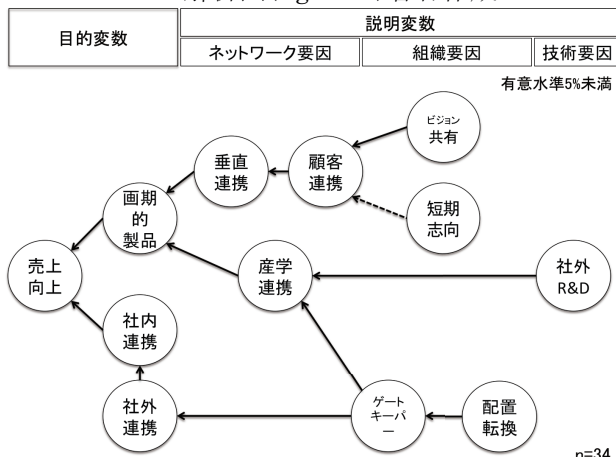 説明変数
目的変数
ネットワーク要因
組織要因
技術要因
有意水準5%未満
ビジョン
共有
垂直
連携
顧客
連携
画期
的
製品
短期
志向
売上
向上
産学
連携
社外
R&D
社内
連携
社外
連携
ゲート
キーパ
ー
配置
転換
n=34